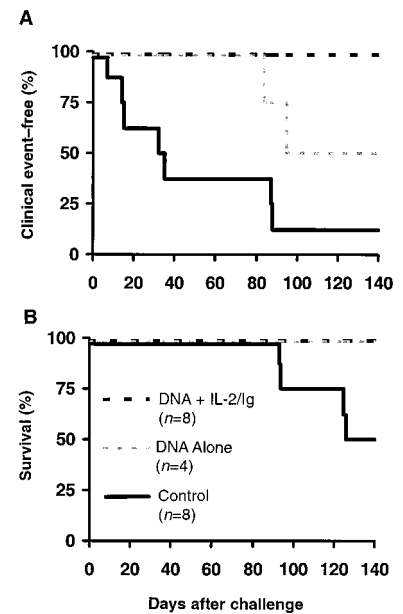 A
Clinical event–free (%)
100
75
50
25
0
0 20 40 60 80 100 120 140
B
Survival (%)
100
75
50
25
0
DNA + IL-2/Ig
(n=8)
DNA Alone
(n=4)
Control
(n=8)
0 20 40 60 80 100 120 140
Days after challenge